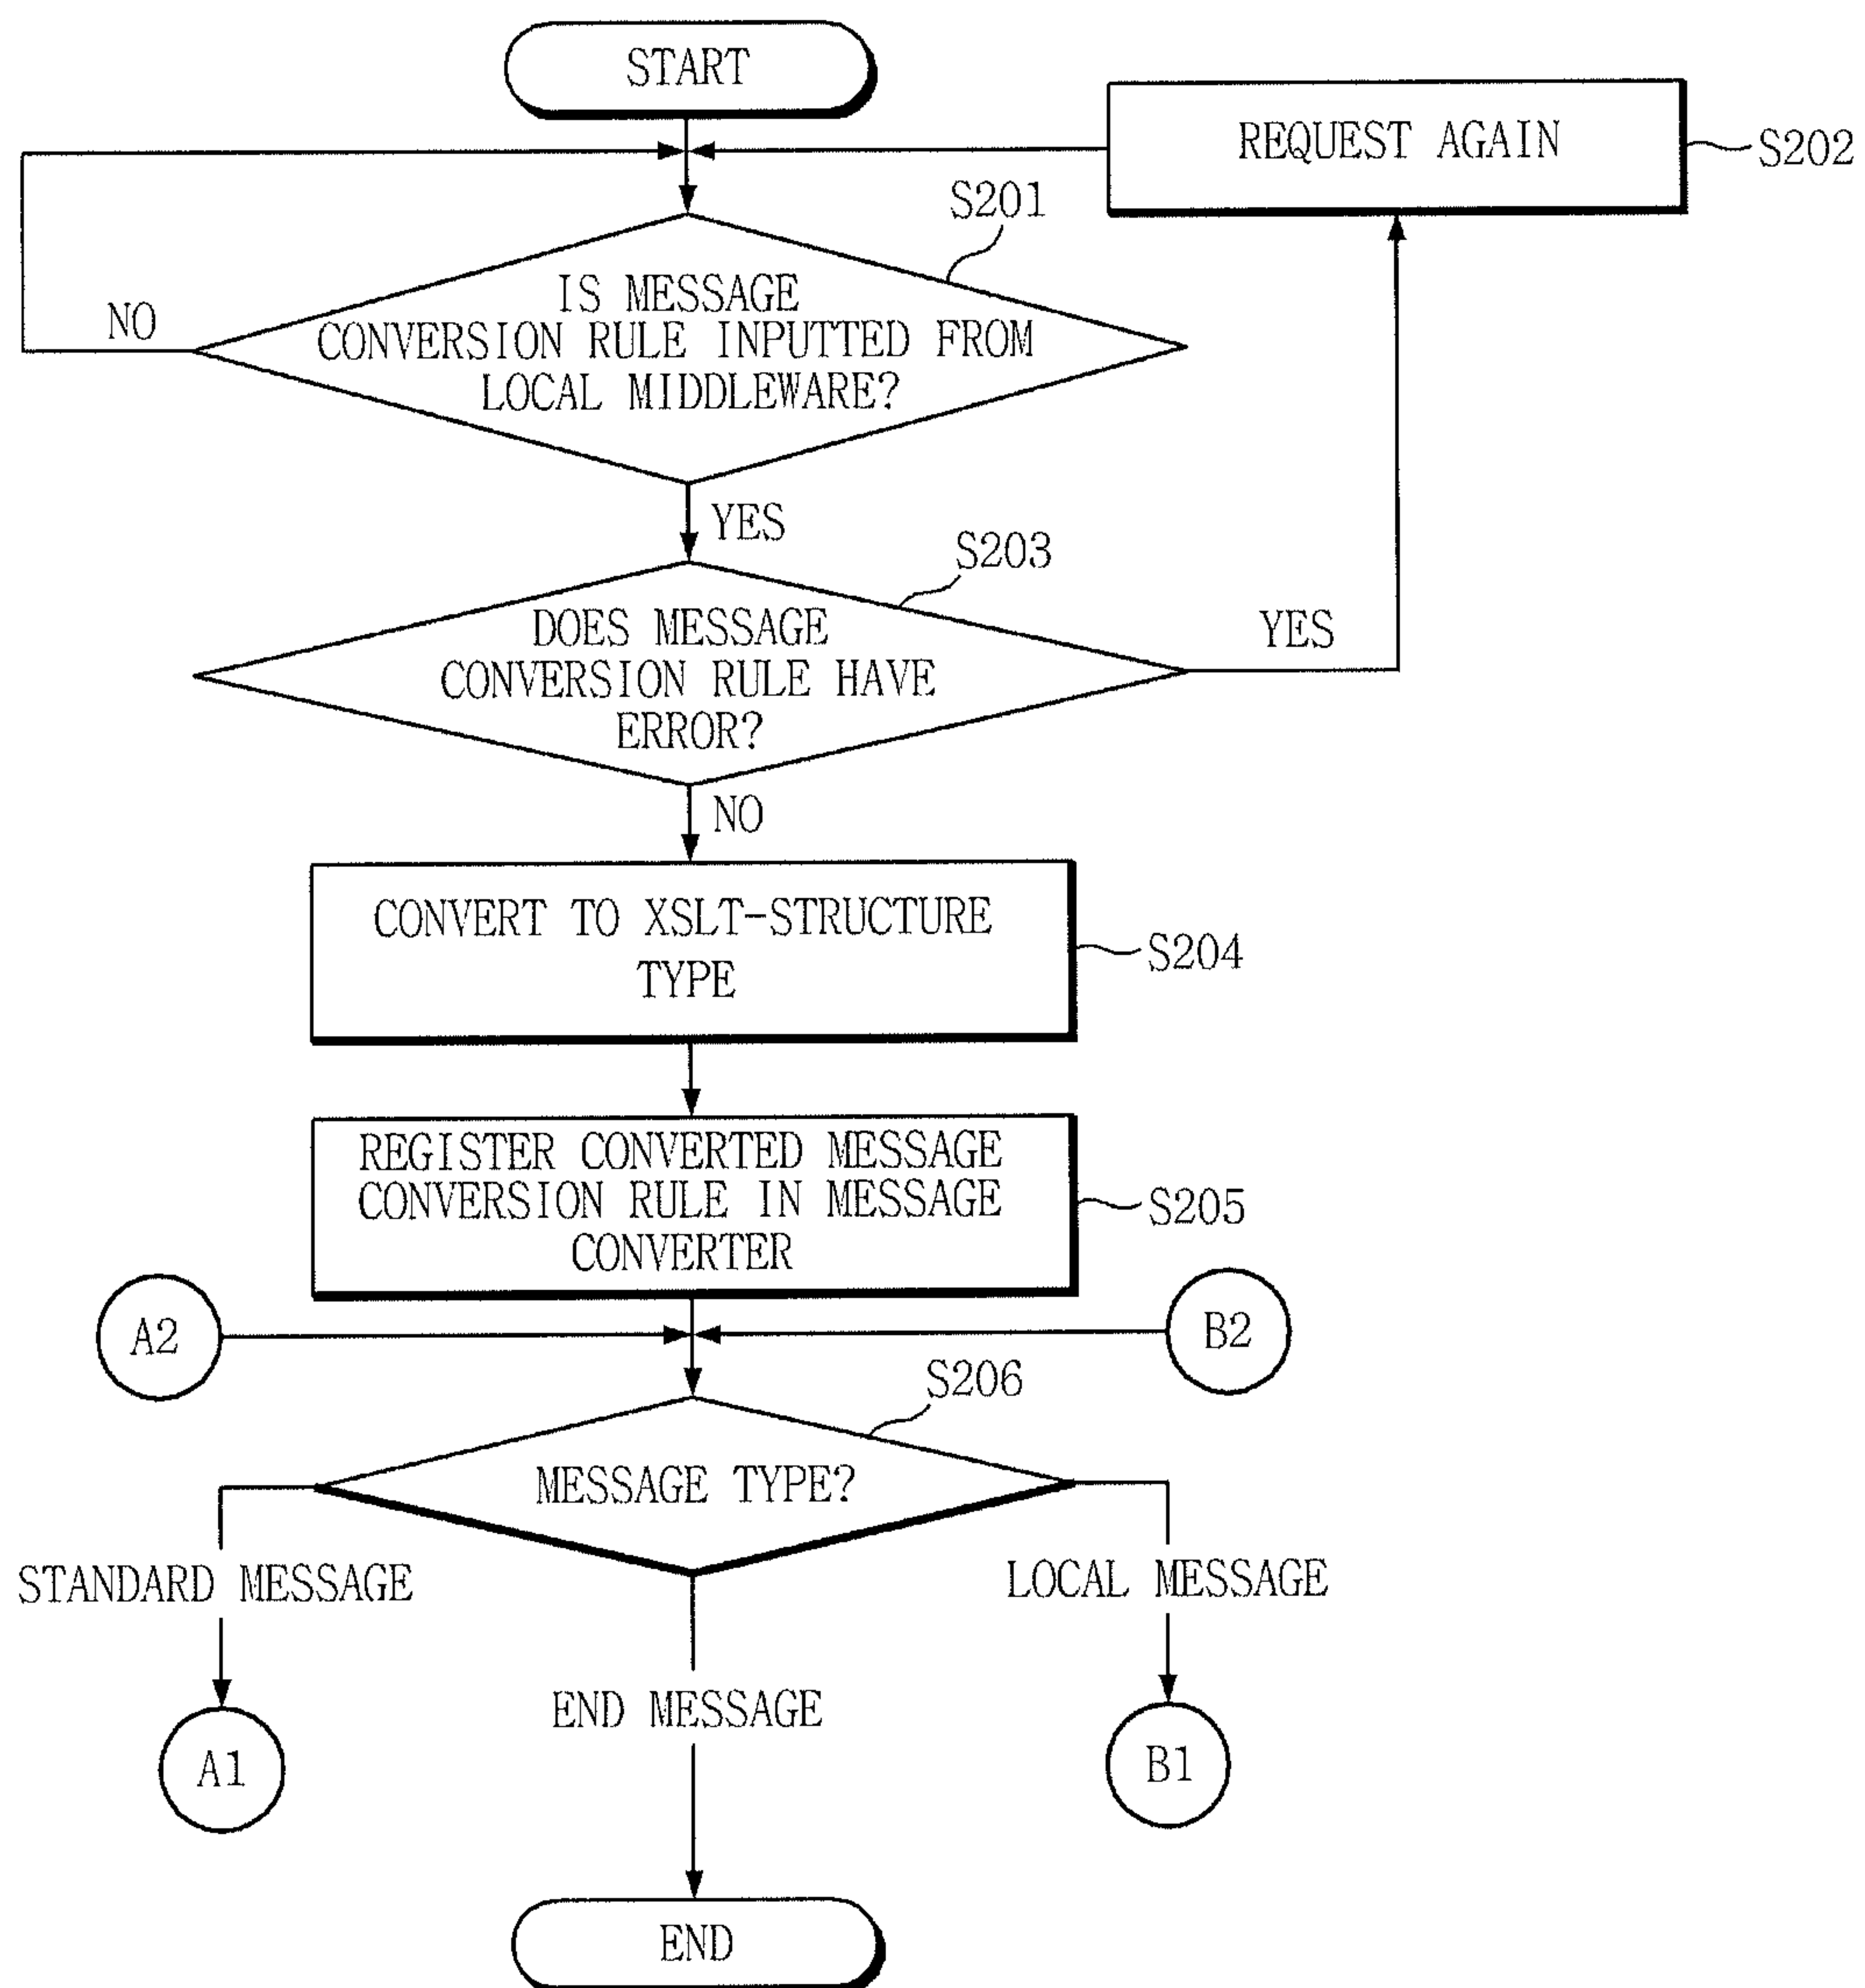 START
REQUEST AGAIN
S202
S201
IS MESSAGE
CONVERSION RULE INPUTTED FROM
LOCAL MIDDLEWARE?
NO
YES
S203
DOES MESSAGE
CONVERSION RULE HAVE
ERROR?
YES
NO
CONVERT TO XSLT-STRUCTURE
TYPE
S204
REGISTER CONVERTED MESSAGE
CONVERSION RULE IN MESSAGE
CONVERTER
S205
A2
B2
S206
MESSAGE TYPE?
STANDARD MESSAGE
LOCAL MESSAGE
END MESSAGE
A1
B1
END